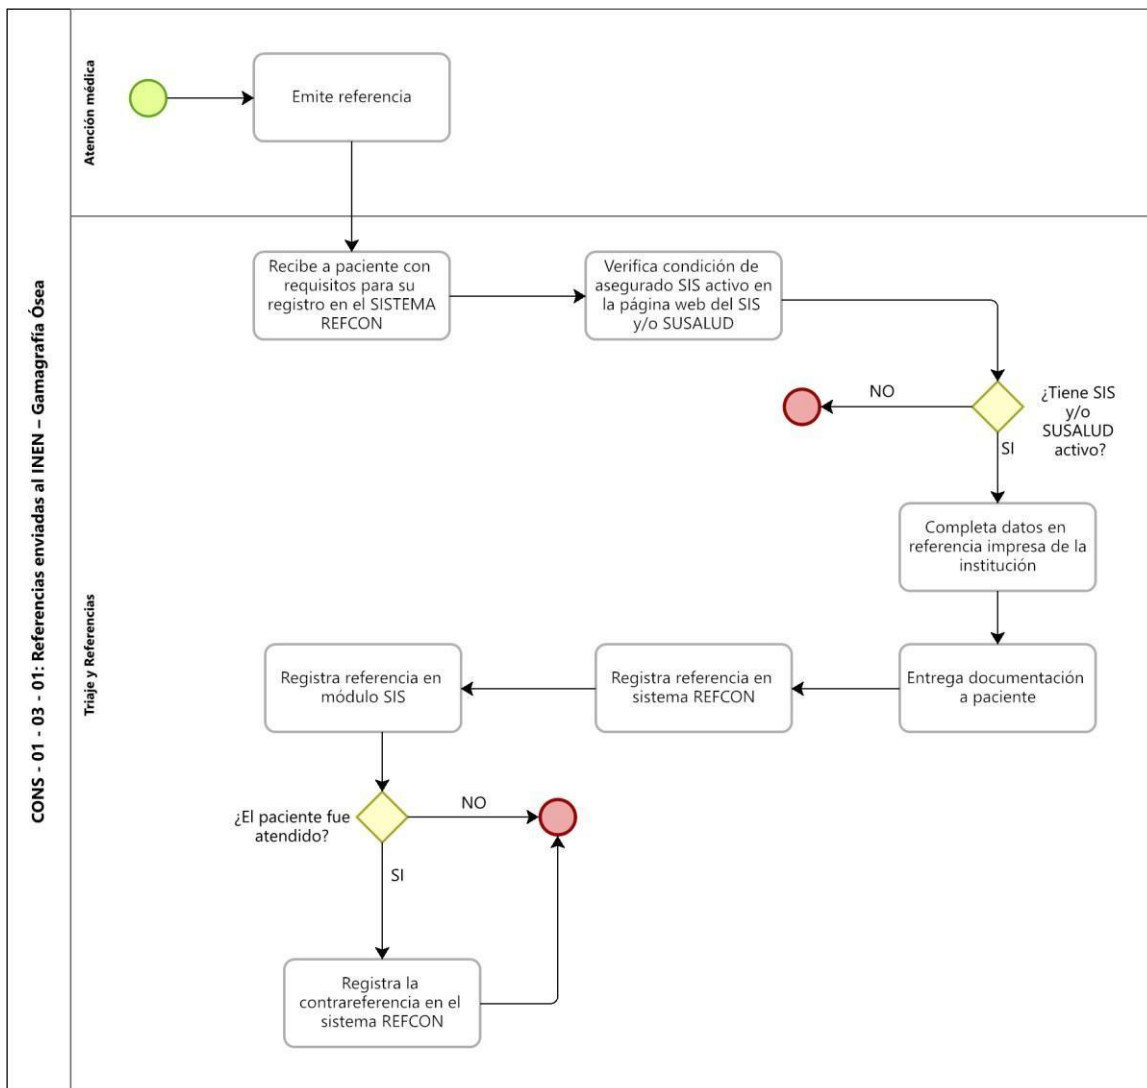 CONS - 01 - 03 - 01: Referencias enviadas al INEN – Gamagrafía Ósea
Atención médica
Emite referencia
Triaje y Referencias
Recibe a paciente con
requisitos para su
registro en el SISTEMA
REFCON
Verifica condición de
asegurado SIS activo en
la página web del SIS
y/o SUSALUD
¿Tiene SIS
y/o
SUSALUD
activo?
NO
SI
Completa datos en
referencia impresa de la
institución
Entrega documentación
a paciente
Registra referencia en
sistema REFCON
Registra referencia en
módulo SIS
¿El paciente fue
atendido?
NO
SI
Registra la
contrareferencia en el
sistema REFCON